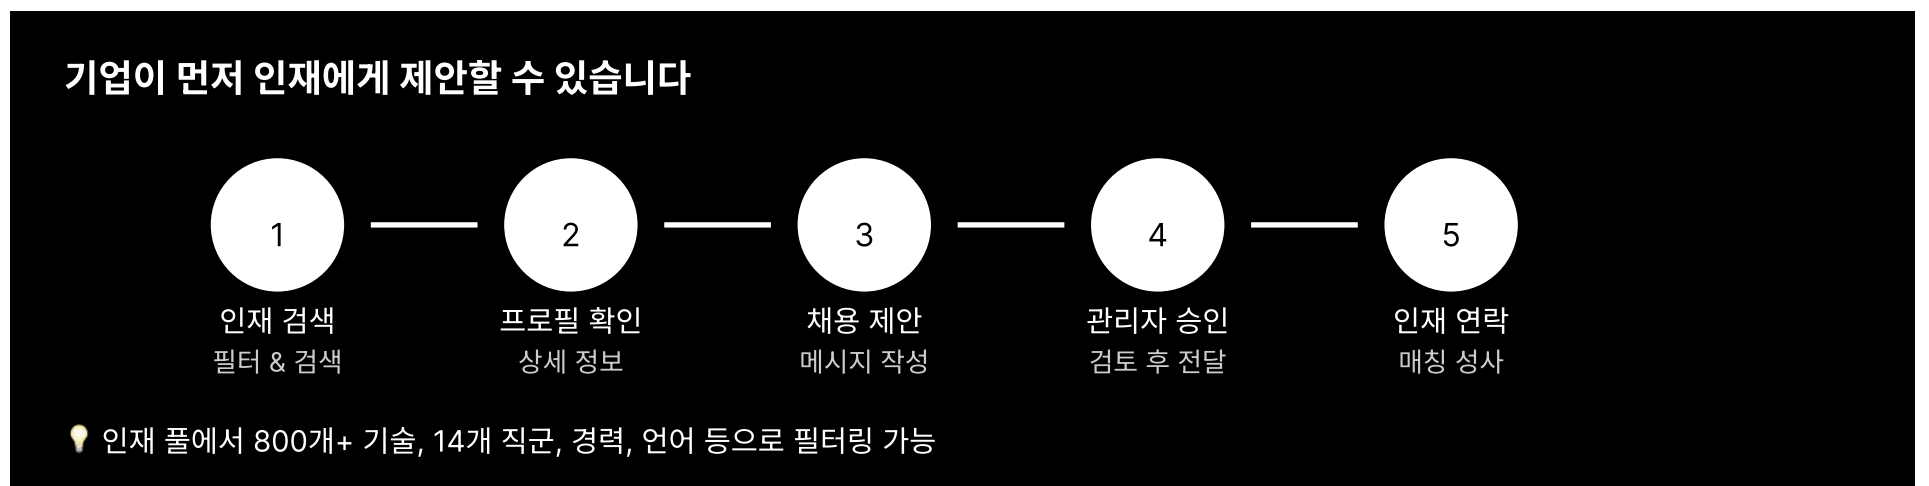 기업이 먼저 인재에게 제안할 수 있습니다
1 2 3 4 5
인재 검색 프로필 확인 채용 제안 관리자 승인 인재 연락
필터 & 검색 상세 정보 메시지 작성 검토 후 전달 매칭 성사
💡 인재 풀에서 800개+ 기술, 14개 직군, 경력, 언어 등으로 필터링 가능